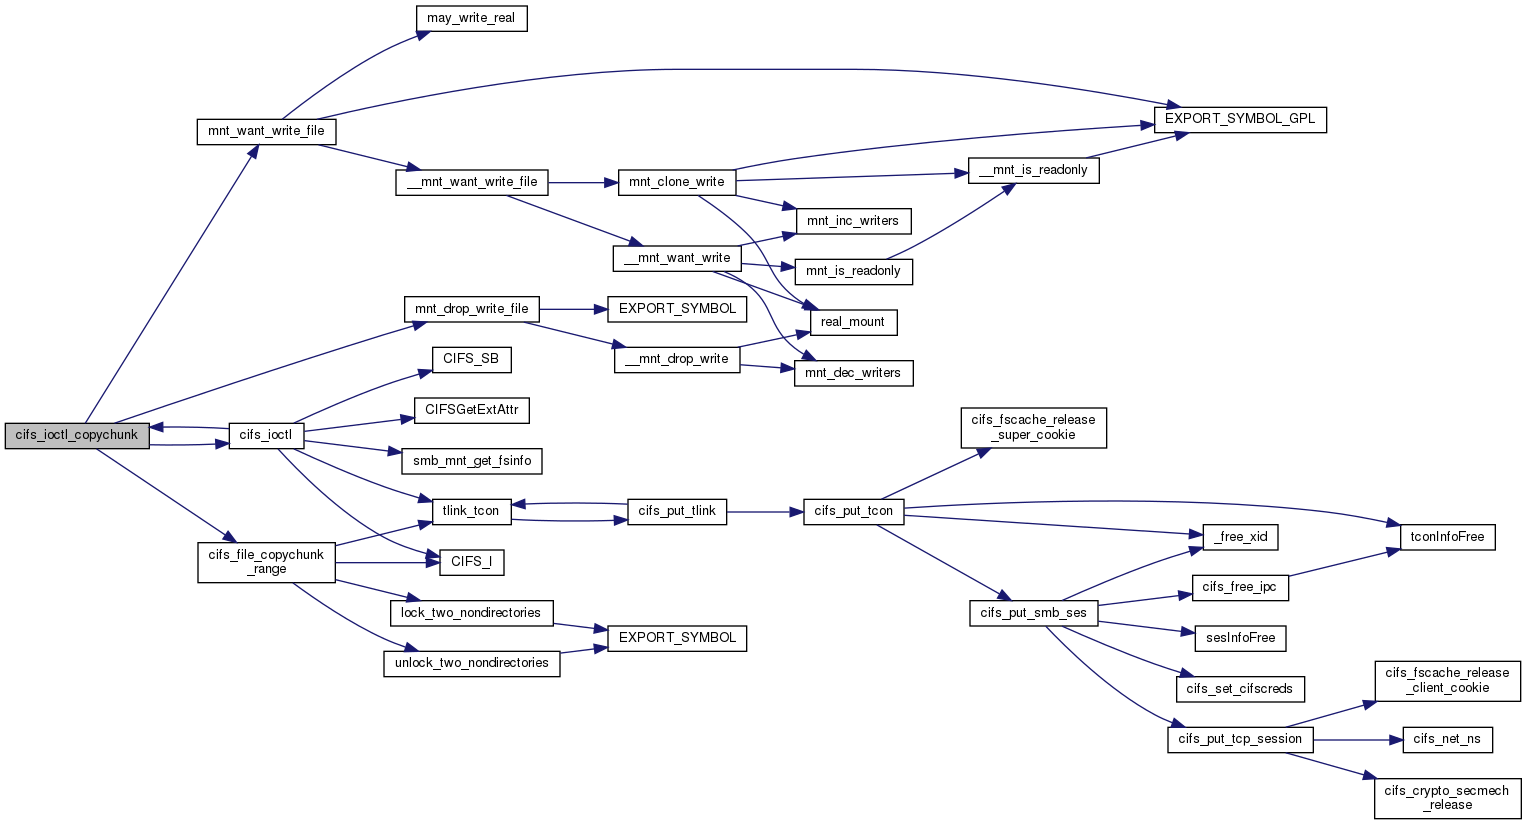 may_write_real
mnt_want_write_file
EXPORT_SYMBOL_GPL
__mnt_want_write_file
mnt_clone_write
__mnt_is_readonly
mnt_inc_writers
__mnt_want_write
mnt_is_readonly
mnt_drop_write_file
EXPORT_SYMBOL
real_mount
__mnt_drop_write
mnt_dec_writers
CIFS_SB
CIFSGetExtAttr
cifs_ioctl_copychunk
cifs_ioctl
smb_mnt_get_fsinfo
cifs_fscache_release
_super_cookie
tlink_tcon
cifs_put_tlink
cifs_put_tcon
_free_xid
tconInfoFree
cifs_file_copychunk
_range
CIFS_I
cifs_free_ipc
lock_two_nondirectories
cifs_put_smb_ses
EXPORT_SYMBOL
sesInfoFree
unlock_two_nondirectories
cifs_set_cifscreds
cifs_fscache_release
_client_cookie
cifs_put_tcp_session
cifs_net_ns
cifs_crypto_secmech
_release